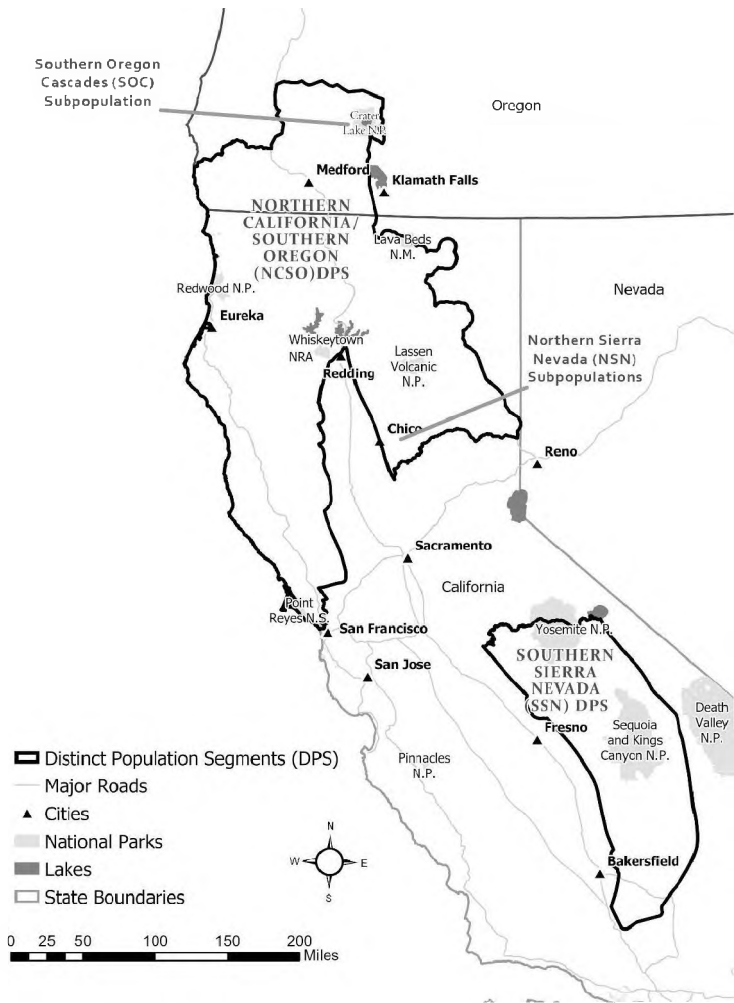 Southern Oregon
Cascades (SOC)
Subpopulation
Oregon
Crater
Lake N.P.
Medford
Klamath Falls
NORTHERN
CALIFORNIA/
SOUTHERN
OREGON
(NCSO)DPS
Lava Beds
N.M.
Nevada
Redwood N.P.
Eureka
Whiskeytown
NRA
Redding
Lassen
Volcanic
N.P.
Northern Sierra
Nevada (NSN)
Subpopulations
Chico
Reno
Sacramento
California
Point
Reyes N.S.
San Francisco
Yosemite N.P.
San Jose
SOUTHERN
SIERRA
NEVADA
(SSN) DPS
Death
Valley
N.P.
Fresno
Sequoia
and Kings
Canyon N.P.
Pinnacles
N.P.
Bakersfield
Distinct Population Segments (DPS)
Major Roads
Cities
National Parks
Lakes
State Boundaries
N
W E
S
0 25 50 100 150 200
Miles